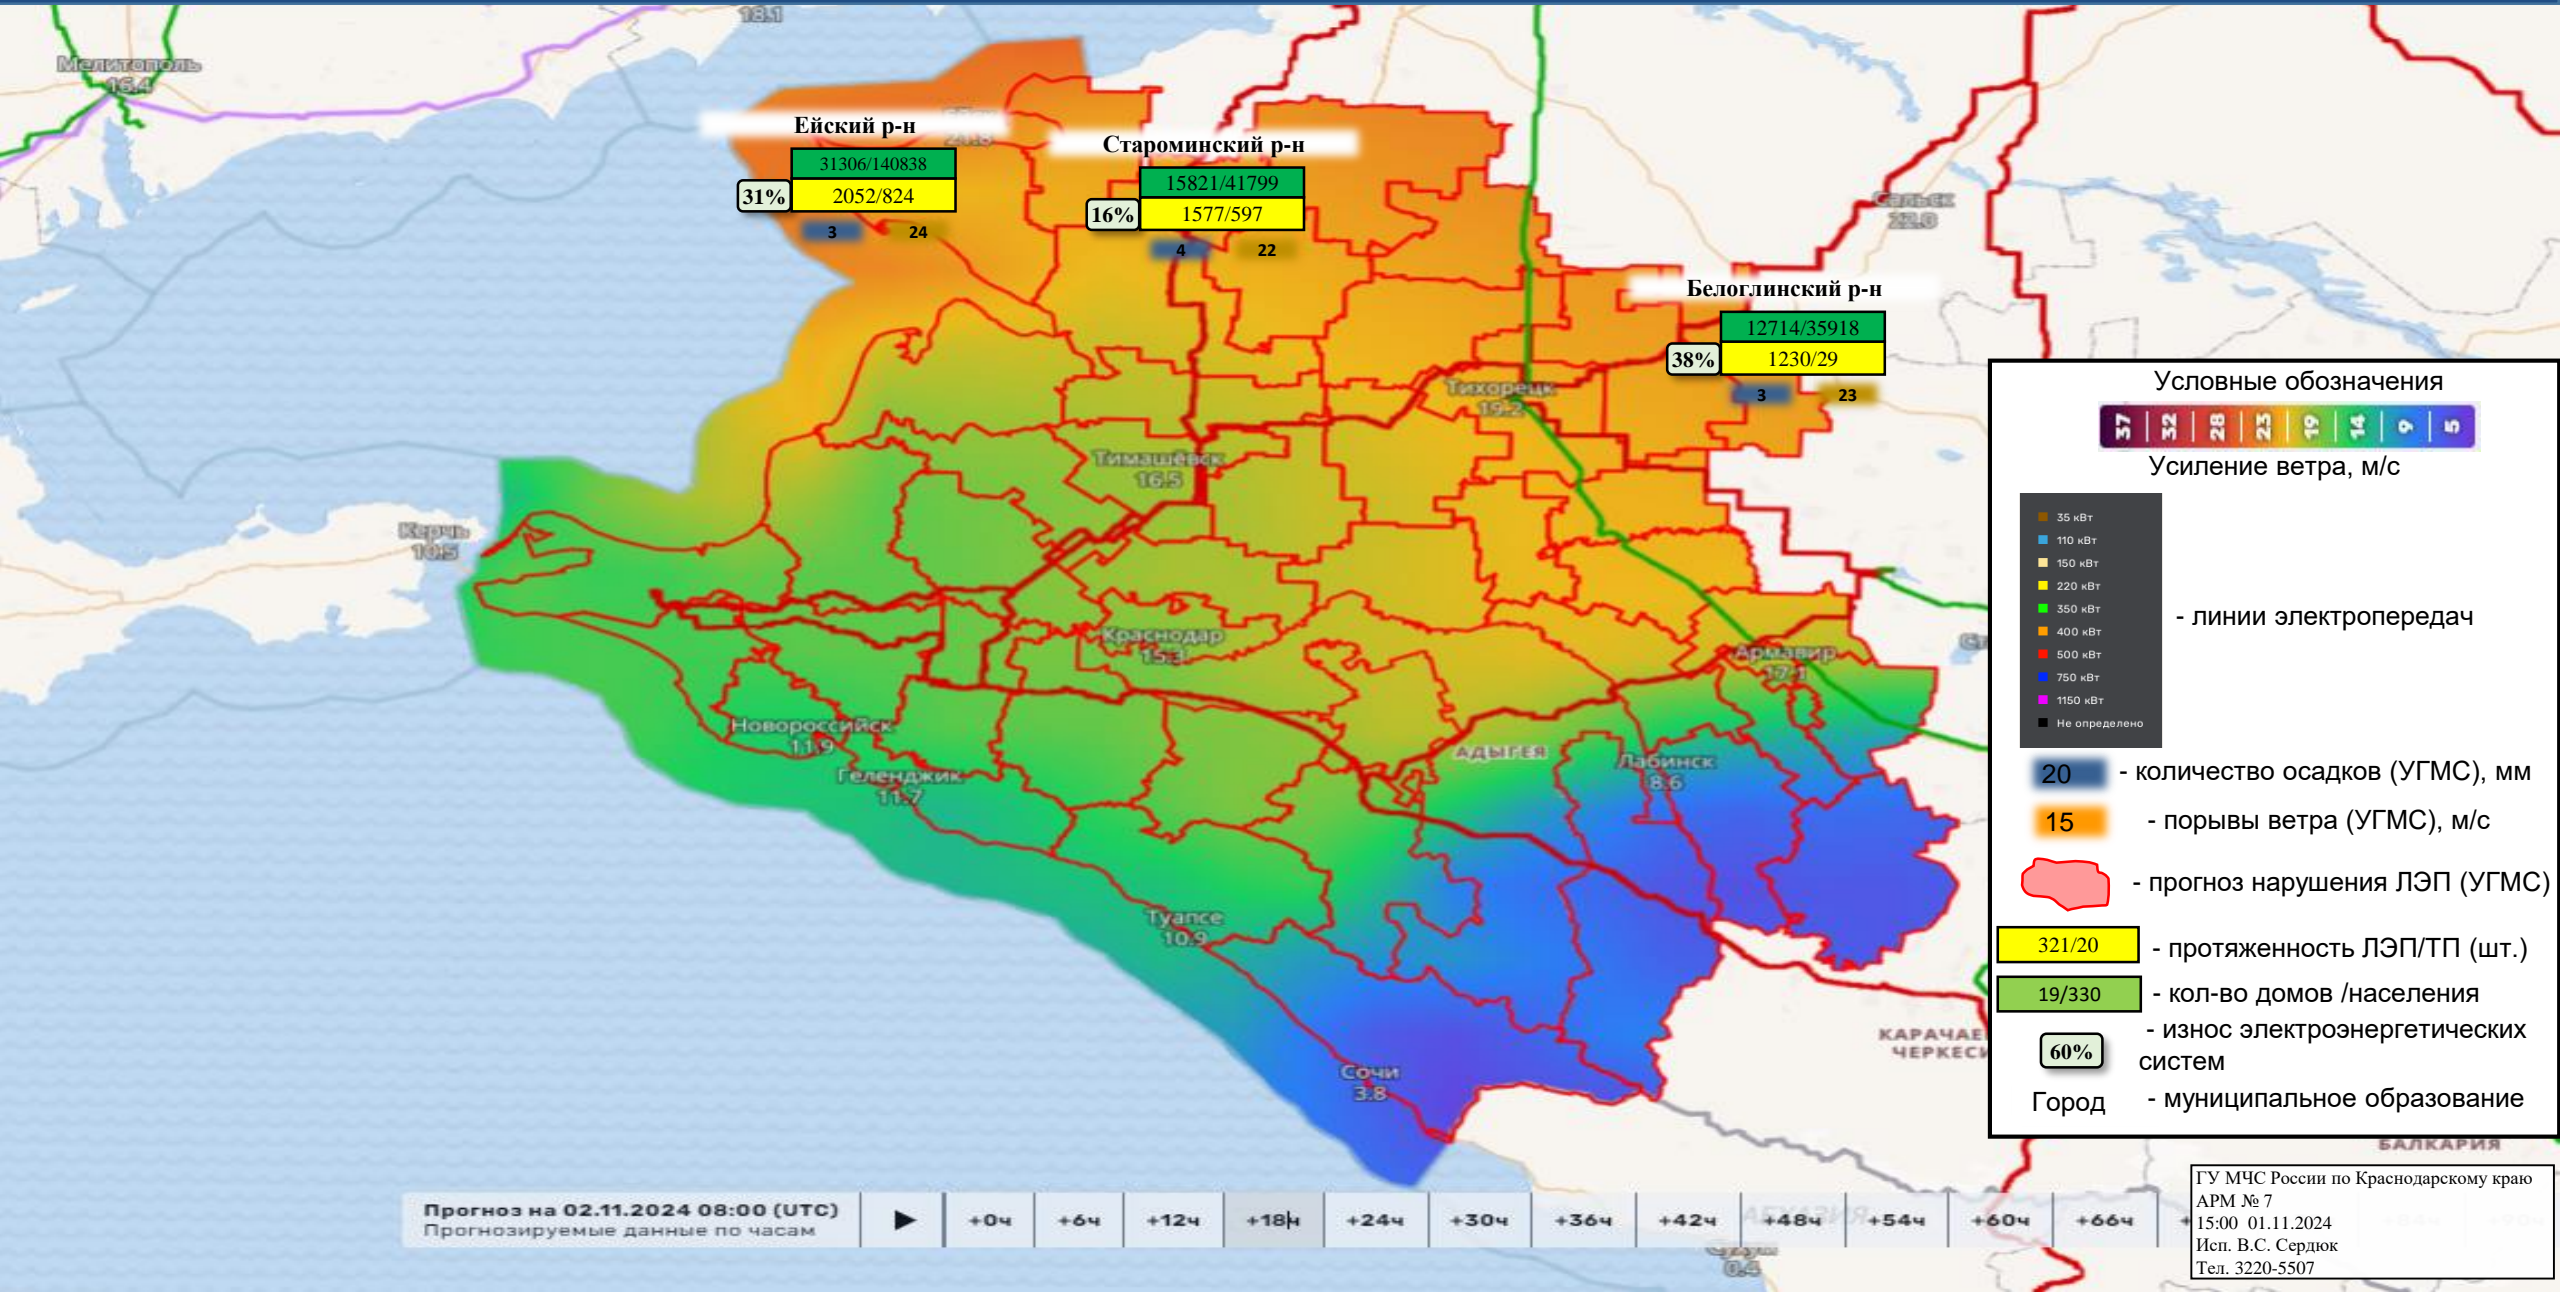 18.1
Мелитополь
16.4
Ейский р-н
31306/140838
31%
2052/824
3
24
Староминский р-н
15821/41799
16%
1577/597
4
22
Сальск
22.0
Белоглинский р-н
12714/35918
38%
1230/29
3
23
Тихорецк
19.2
Тимашёвск
16.5
Керчь
10.5
Краснодар
15.3
Армавир
17.1
Новороссийск
11.9
Геленджик
11.7
АДЫГЕЯ
Лабинск
8.6
Туапсе
10.9
Сочи
3.8
КАРАЧАЕ
ЧЕРКЕС
БАЛКАРИЯ
АБХАЗИЯ
Сухум
0.4
Условные обозначения
37 32 28 23 19 14 9 5
Усиление ветра, м/с
35 кВт
110 кВт
150 кВт
220 кВт
350 кВт
400 кВт
500 кВт
750 кВт
1150 кВт
Не определено
- линии электропередач
20 - количество осадков (УГМС), мм
15 - порывы ветра (УГМС), м/с
- прогноз нарушения ЛЭП (УГМС)
321/20 - протяженность ЛЭП/ТП (шт.)
19/330 - кол-во домов /населения
60% - износ электроэнергетических
систем
Город - муниципальное образование
Прогноз на 02.11.2024 08:00 (UTC)
Прогнозируемые данные по часам
+0ч +6ч +12ч +18ч +24ч +30ч +36ч +42ч +48ч +54ч +60ч +66ч
ГУ МЧС России по Краснодарскому краю
АРМ № 7
15:00 01.11.2024
Исп. В.С. Сердюк
Тел. 3220-5507